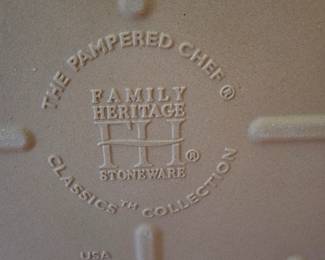 THE PAMPERED CHEF®
FAMILY
HERITAGE
FH®
STONEWARE
CLASSICS™ COLLECTION
USA